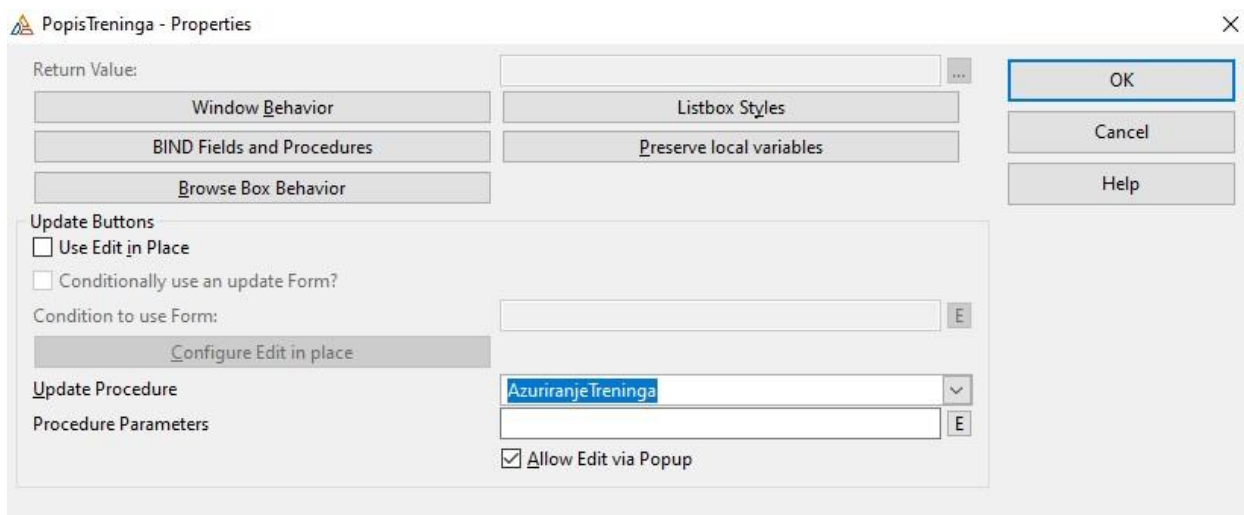 PopisTreninga - Properties
Return Value:
...
OK
Window Behavior
Listbox Styles
Cancel
BIND Fields and Procedures
Preserve local variables
Help
Browse Box Behavior
Update Buttons
Use Edit in Place
Conditionally use an update Form?
Condition to use Form:
E
Configure Edit in place
Update Procedure
AzuriranjeTreninga
Procedure Parameters
E
Allow Edit via Popup